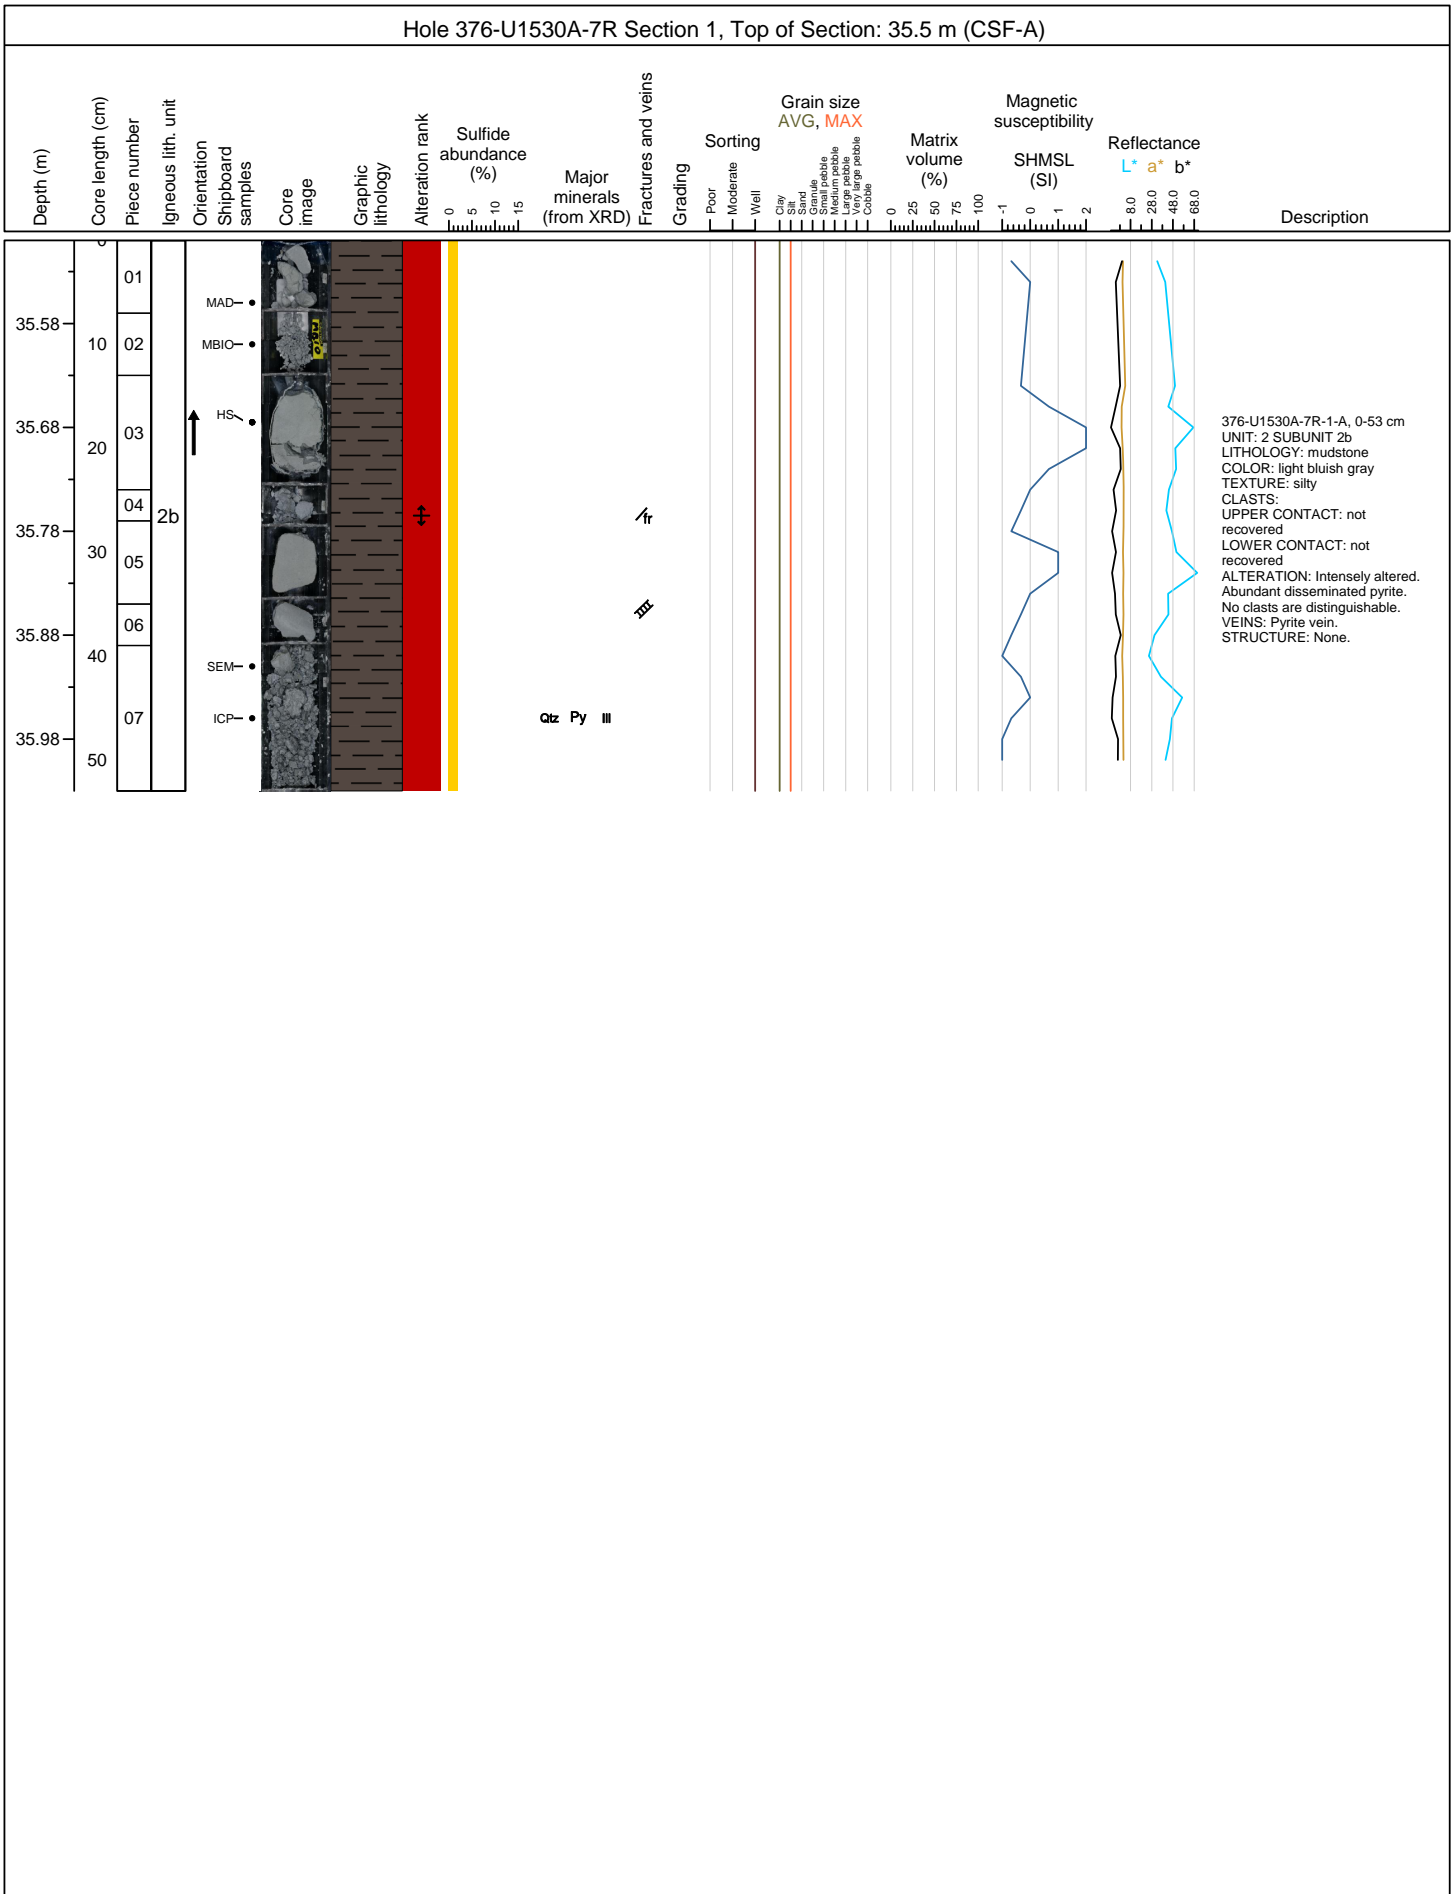 Hole 376-U1530A-7R Section 1, Top of Section: 35.5 m (CSF-A)
Depth (m)
Core length (cm)
Piece number
Igneous lith. unit
Orientation
Shipboard
samples
Core
image
Graphic
lithology
Alteration rank
Sulfide
abundance
(%)
0 5 10 15
Major
minerals
(from XRD)
Fractures and veins
Grading
Sorting
Poor
Moderate
Well
Grain size
AVG, MAX
Clay
Silt
Sand
Granule
Small pebble
Medium pebble
Large pebble
Very large pebble
Cobble
Matrix
volume
(%)
0 25 50 75 100
Magnetic
susceptibility
SHMSL
(SI)
-1 0 1 2
Reflectance
L* a* b*
8.0 28.0 48.0 68.0
Description
0
01
MAD
35.58
10
02
MBIO
HS
35.68
20
03
04
2b
fr
35.78
30
05
06
35.88
40
SEM
07
ICP
Qtz Py Ill
35.98
50
376-U1530A-7R-1-A, 0-53 cm
UNIT: 2 SUBUNIT 2b
LITHOLOGY: mudstone
COLOR: light bluish gray
TEXTURE: silty
CLASTS:
UPPER CONTACT: not
recovered
LOWER CONTACT: not
recovered
ALTERATION: Intensely altered.
Abundant disseminated pyrite.
No clasts are distinguishable.
VEINS: Pyrite vein.
STRUCTURE: None.